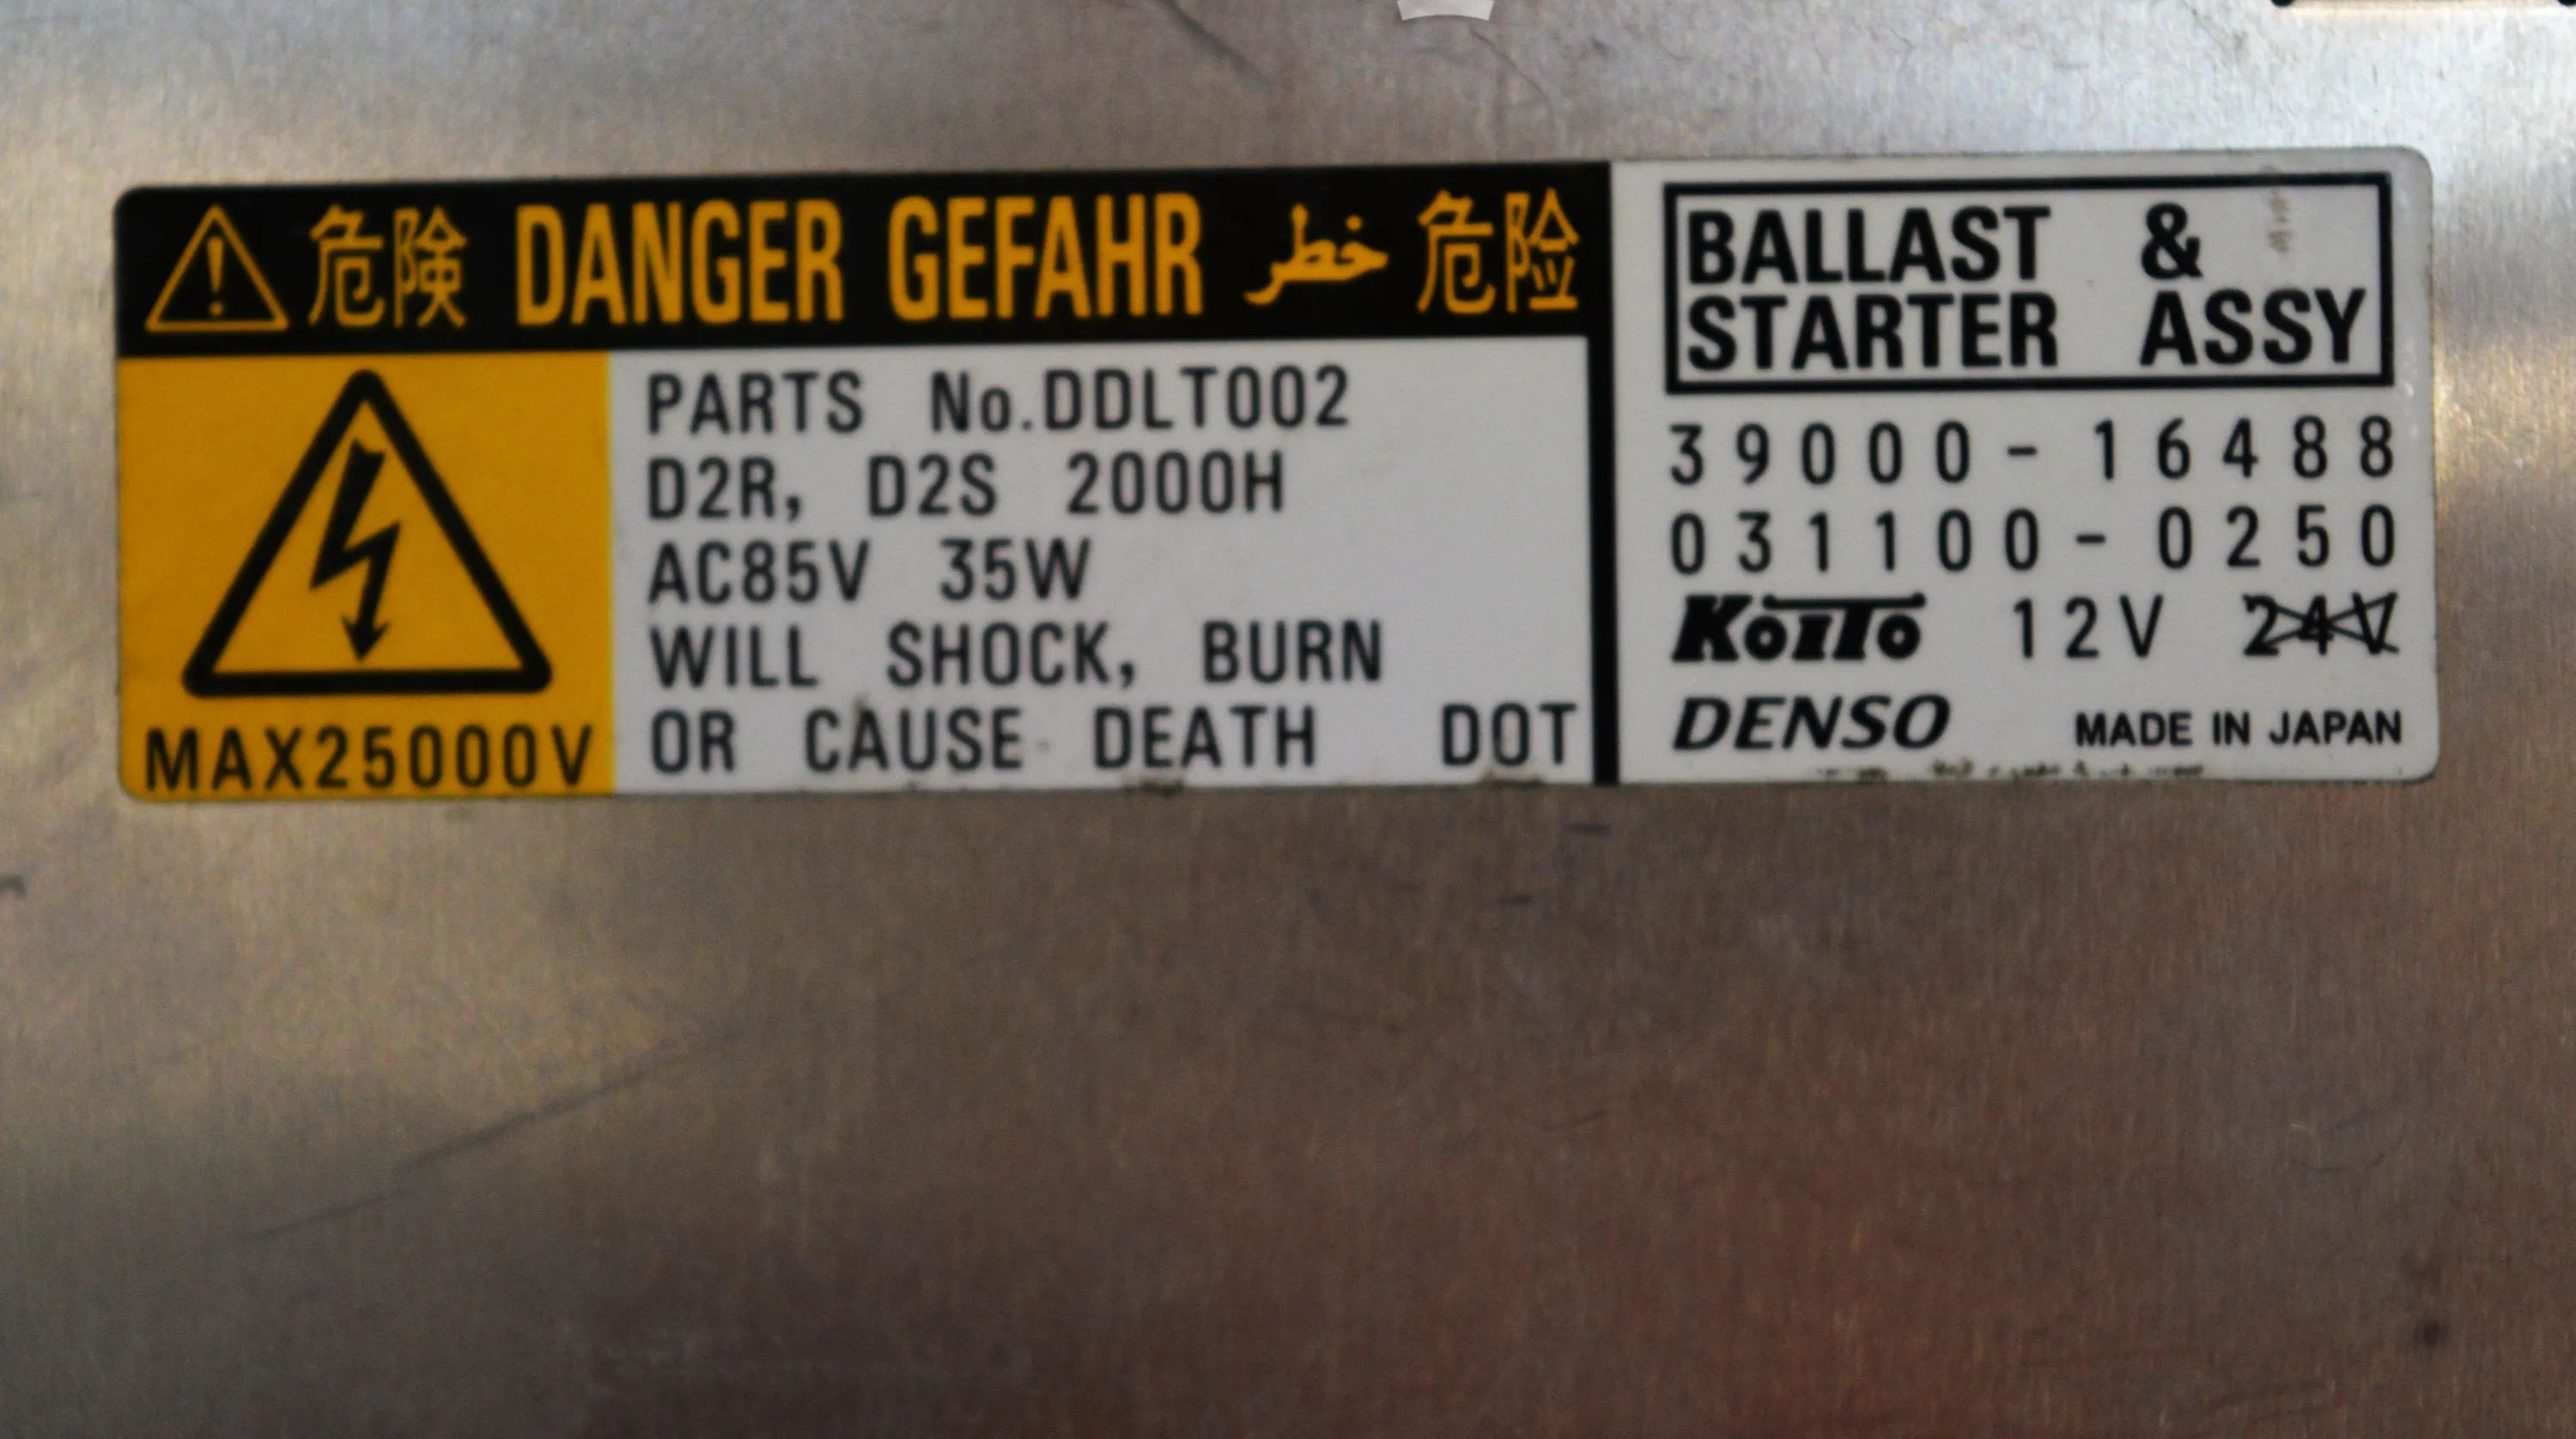 危険 DANGER GEFAHR خطر 危险
MAX25000V
PARTS No.DDLT002
D2R, D2S 2000H
AC85V 35W
WILL SHOCK, BURN
OR CAUSE DEATH DOT
BALLAST &
STARTER ASSY
39000-16488
031100-0250
KOITO 12V 24V
DENSO MADE IN JAPAN